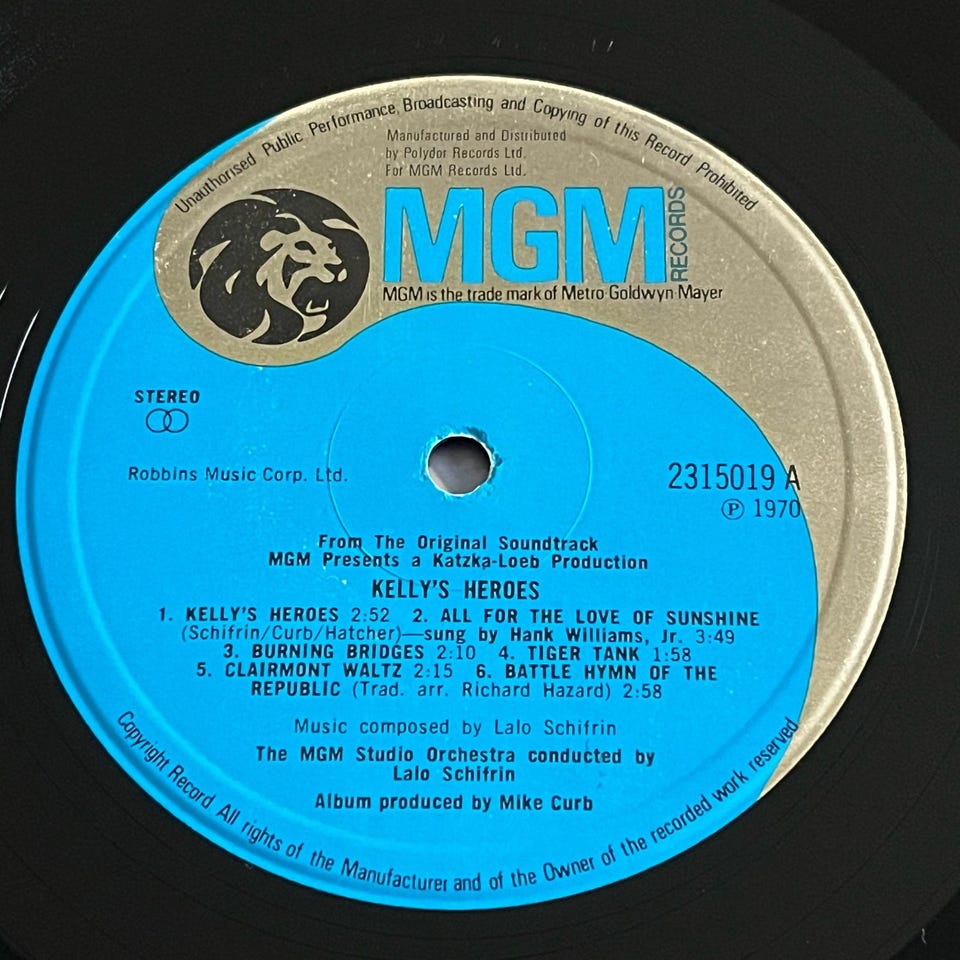 Unauthorised Public Performance, Broadcasting and Copying of this Record Prohibited
Manufactured and Distributed
by Polydor Records Ltd.
For MGM Records Ltd.
MGM RECORDS
MGM is the trade mark of Metro Goldwyn Mayer
STEREO
Robbins Music Corp. Ltd.
2315019 A
℗ 1970
From The Original Soundtrack
MGM Presents a Katzka-Loeb Production
KELLY'S HEROES
1. KELLY'S HEROES 2:52 2. ALL FOR THE LOVE OF SUNSHINE
(Schifrin/Curb/Hatcher)—sung by Hank Williams, Jr. 3:49
3. BURNING BRIDGES 2:10 4. TIGER TANK 1:58
5. CLAIRMONT WALTZ 2:15 6. BATTLE HYMN OF THE
REPUBLIC (Trad. arr. Richard Hazard) 2:58
Music composed by Lalo Schifrin
The MGM Studio Orchestra conducted by
Lalo Schifrin
Album produced by Mike Curb
Copyright Record All rights of the Manufacturer and of the Owner of the recorded work reserved